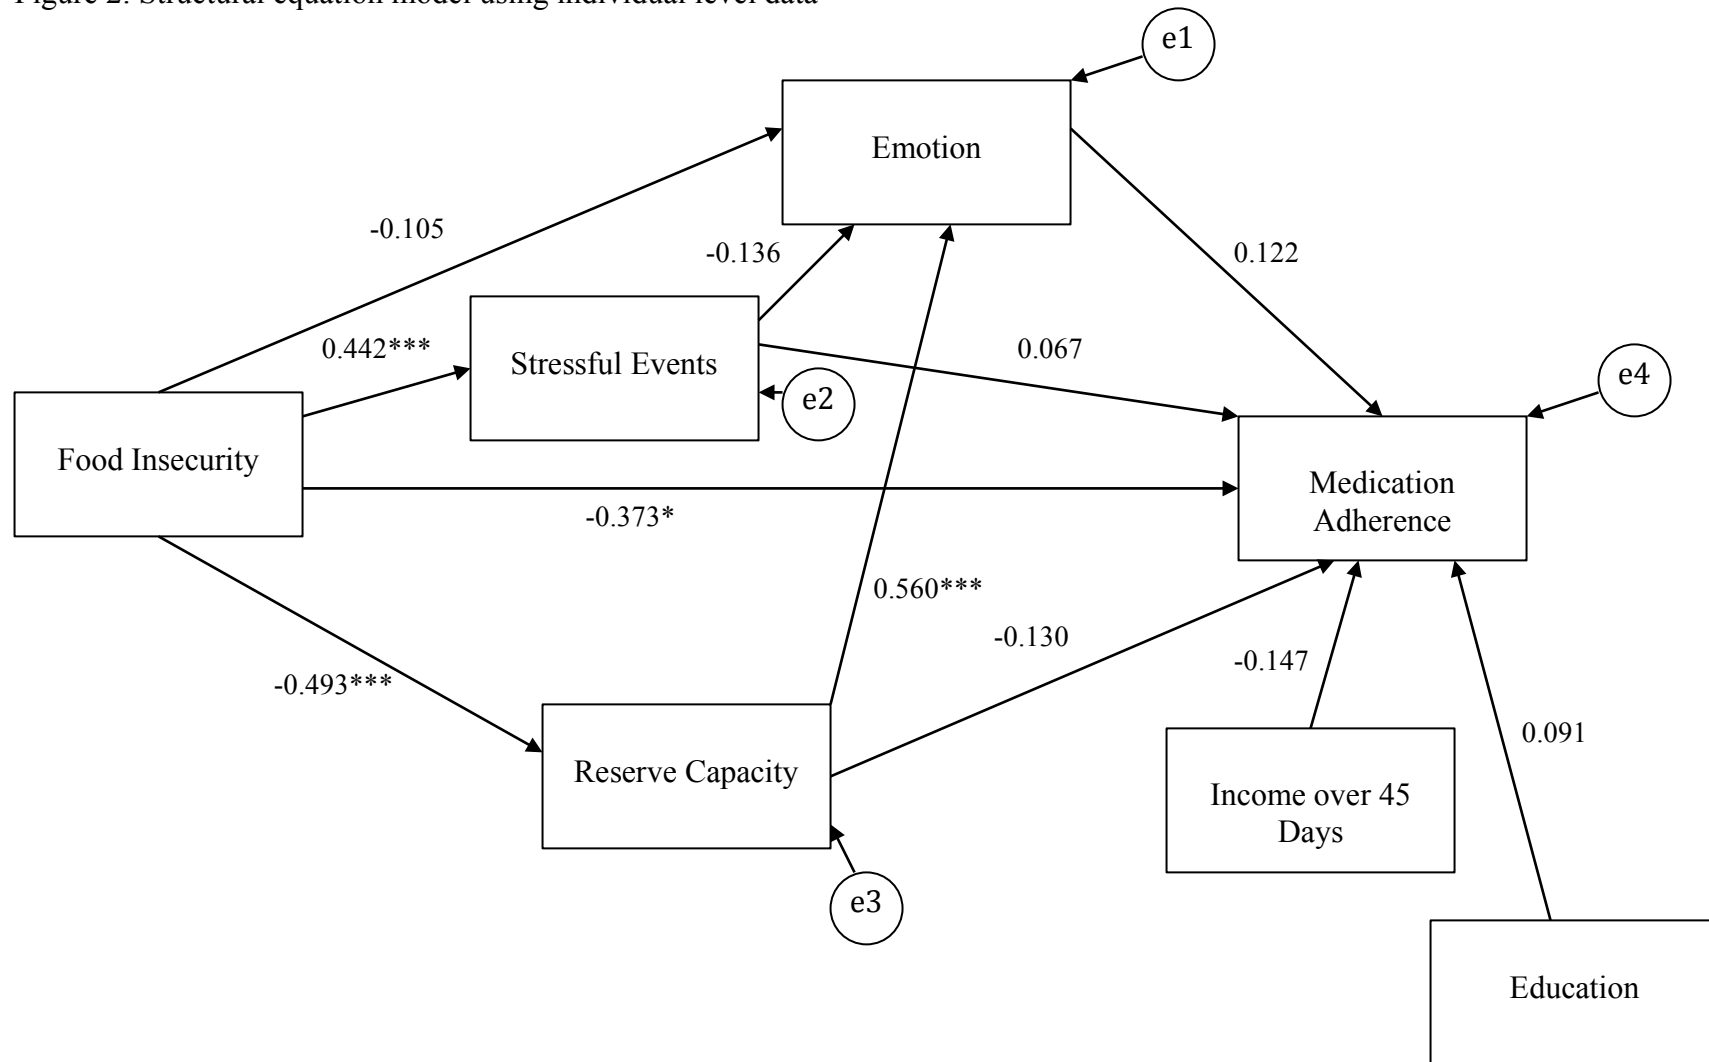 Figure 2. Structural equation model using individual level data
e1
Emotion
-0.105
-0.136
0.122
0.442***
Stressful Events
0.067
e2
e4
Food Insecurity
Medication
Adherence
-0.373*
0.560***
-0.130
-0.147
-0.493***
0.091
Reserve Capacity
Income over 45
Days
e3
Education